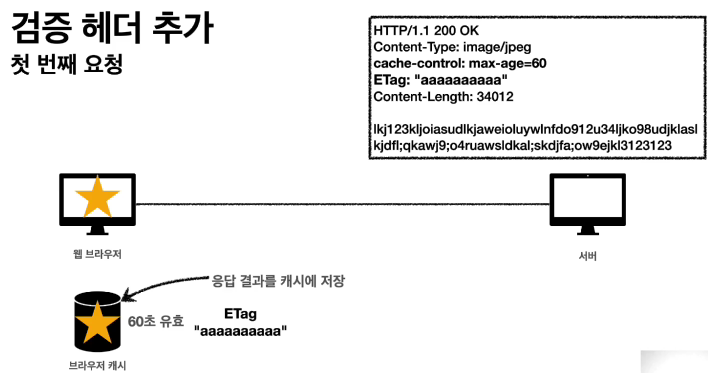 검증 헤더 추가
첫 번째 요청
HTTP/1.1 200 OK
Content-Type: image/jpeg
cache-control: max-age=60
ETag: "aaaaaaaaaa"
Content-Length: 34012
lkj123kljoiasudlkjaweioluywlnfdo912u34ljko98udjklasl
kjdfl;qkawj9;o4ruawsldkal;skdjfa;ow9ejkl3123123
웹 브라우저
서버
응답 결과를 캐시에 저장
60초 유효
ETag
"aaaaaaaaaa"
브라우저 캐시